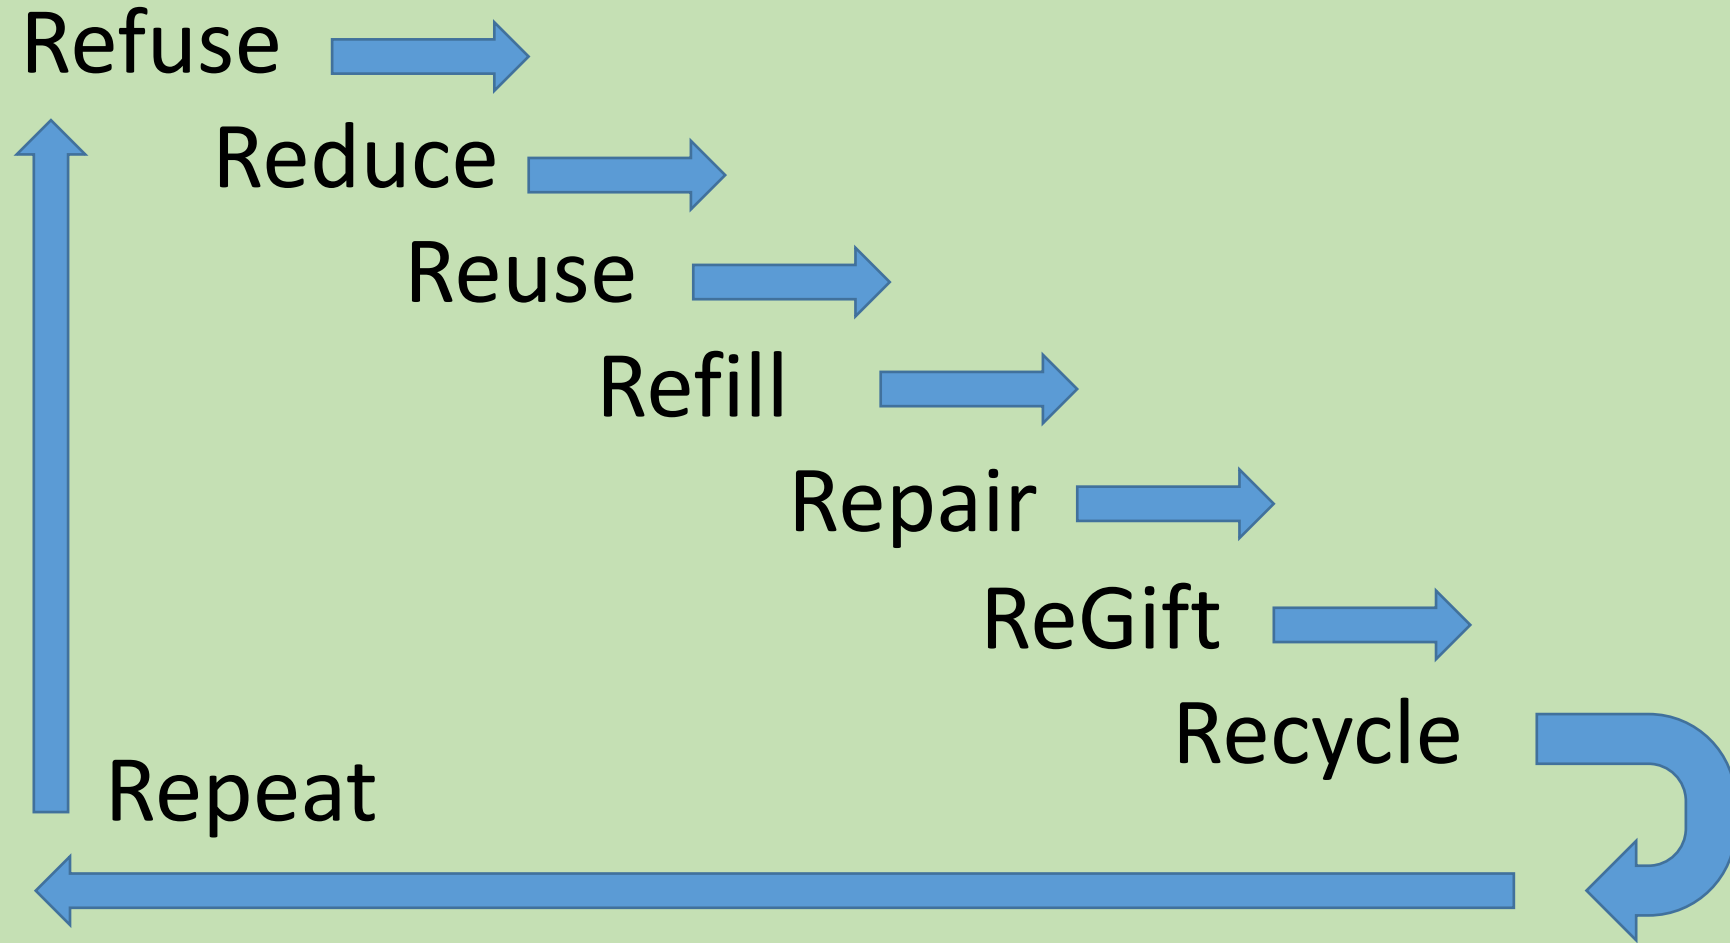 Refuse
Reduce
Reuse
Refill
Repair
ReGift
Recycle
Repeat